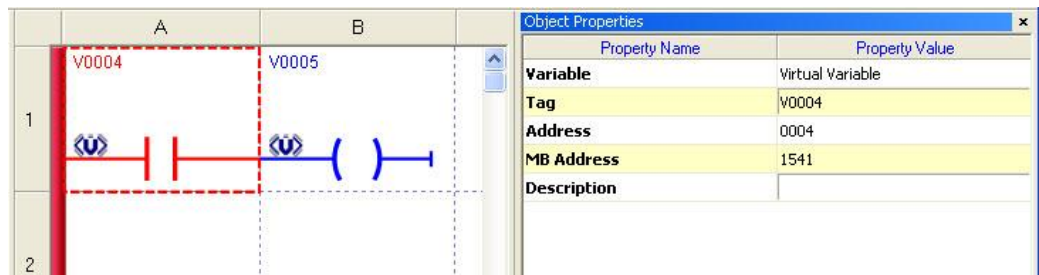 A B
V0004 V0005
1
2
Object Properties
Property Name Property Value
Variable Virtual Variable
Tag V0004
Address 0004
MB Address 1541
Description